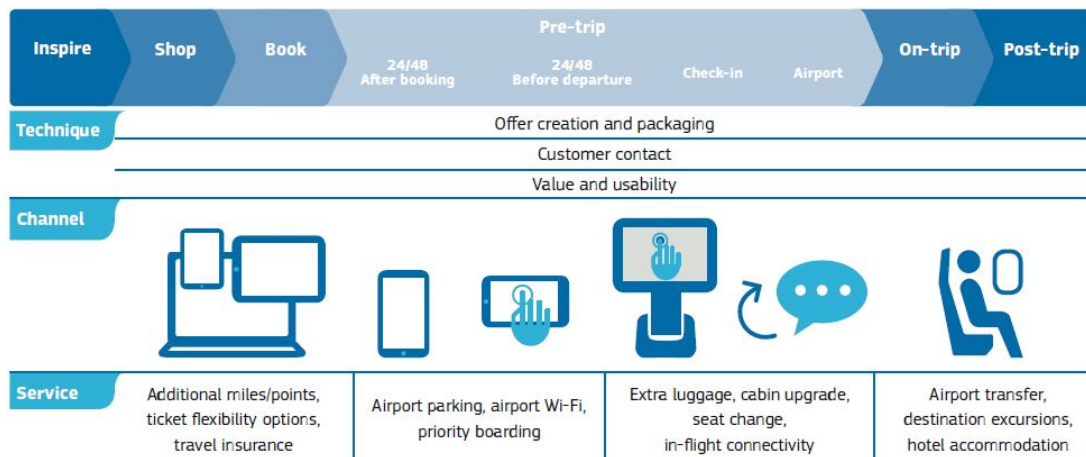 Inspire
Shop
Book
Pre-trip
24/48
After booking
24/48
Before departure
Check-in
Airport
On-trip
Post-trip
Technique
Offer creation and packaging
Customer contact
Value and usability
Channel
Service
Additional miles/points,
ticket flexibility options,
travel insurance
Airport parking, airport Wi-Fi,
priority boarding
Extra luggage, cabin upgrade,
seat change,
in-flight connectivity
Airport transfer,
destination excursions,
hotel accommodation